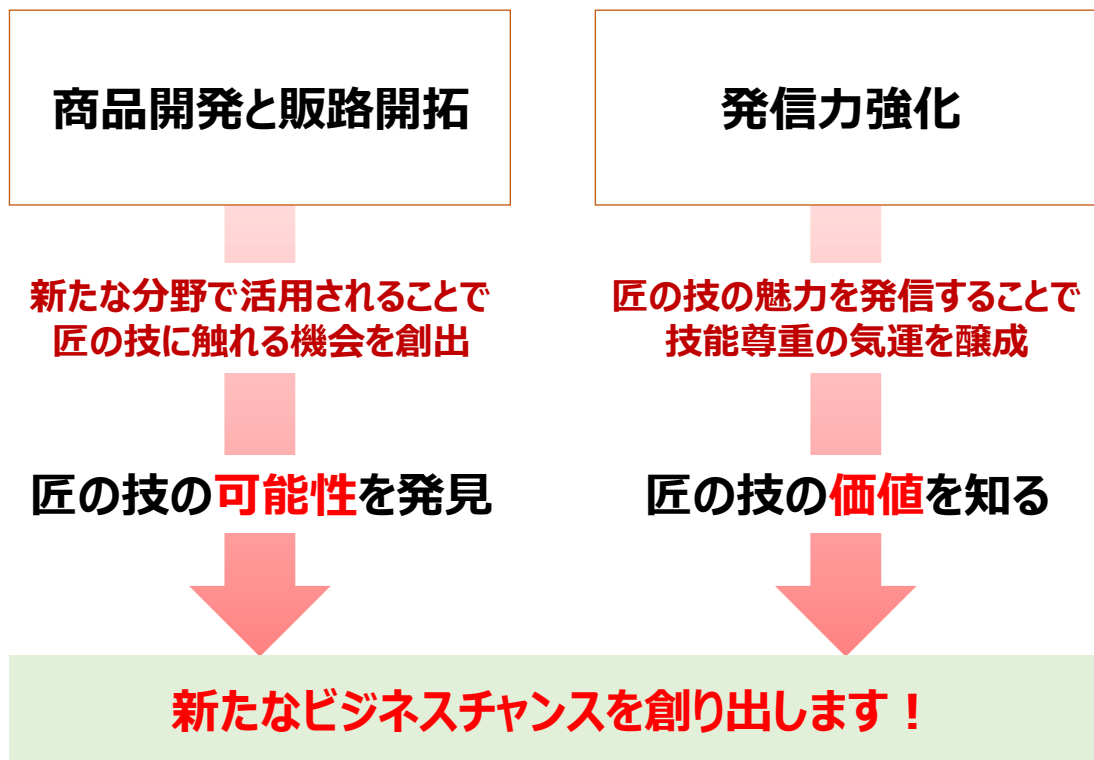 商品開発と販路開拓
新たな分野で活用されることで
匠の技に触れる機会を創出
匠の技の可能性を発見
発信力強化
匠の技の魅力を発信することで
技能尊重の気運を醸成
匠の技の価値を知る
新たなビジネスチャンスを創り出します！